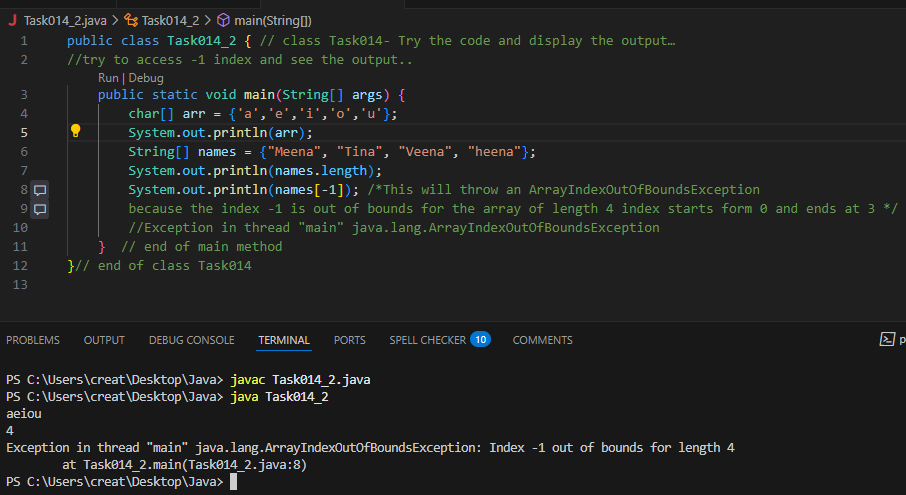 J Task014_2.java > Task014_2 > main(String[])
1 public class Task014_2 { // class Task014- Try the code and display the output…
2 //try to access -1 index and see the output..
Run | Debug
3 public static void main(String[] args) {
4 char[] arr = {'a','e','i','o','u'};
5 System.out.println(arr);
6 String[] names = {"Meena", "Tina", "Veena", "heena"};
7 System.out.println(names.length);
8 System.out.println(names[-1]); /*This will throw an ArrayIndexOutOfBoundsException
9 because the index -1 is out of bounds for the array of length 4 index starts form 0 and ends at 3 */
10 //Exception in thread "main" java.lang.ArrayIndexOutOfBoundsException
11 } // end of main method
12 }// end of class Task014
13
PROBLEMS OUTPUT DEBUG CONSOLE TERMINAL PORTS SPELL CHECKER 10 COMMENTS p
PS C:\Users\creat\Desktop\Java> javac Task014_2.java
PS C:\Users\creat\Desktop\Java> java Task014_2
aeiou
4
Exception in thread "main" java.lang.ArrayIndexOutOfBoundsException: Index -1 out of bounds for length 4
at Task014_2.main(Task014_2.java:8)
PS C:\Users\creat\Desktop\Java>